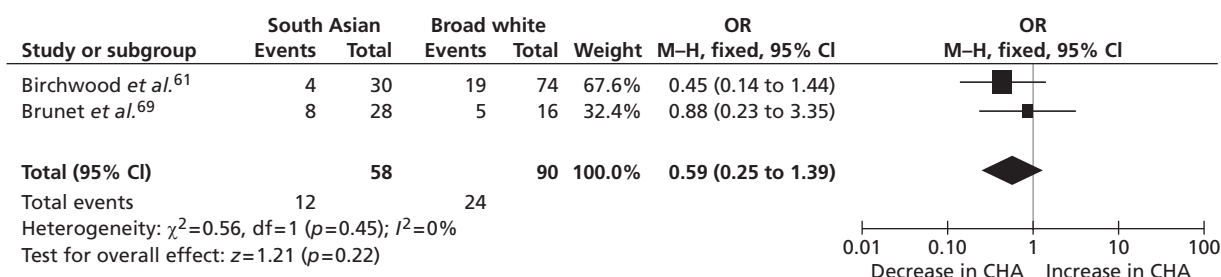 South Asian Broad white OR OR
Study or subgroup Events Total Events Total Weight M–H, fixed, 95% CI M–H, fixed, 95% CI
Birchwood et al.61 4 30 19 74 67.6% 0.45 (0.14 to 1.44)
Brunet et al.69 8 28 5 16 32.4% 0.88 (0.23 to 3.35)
Total (95% CI) 58 90 100.0% 0.59 (0.25 to 1.39)
Total events 12 24
Heterogeneity: χ2=0.56, df=1 (p=0.45); I2=0%
Test for overall effect: z=1.21 (p=0.22)
0.01 0.10 1 10 100
Decrease in CHA Increase in CHA